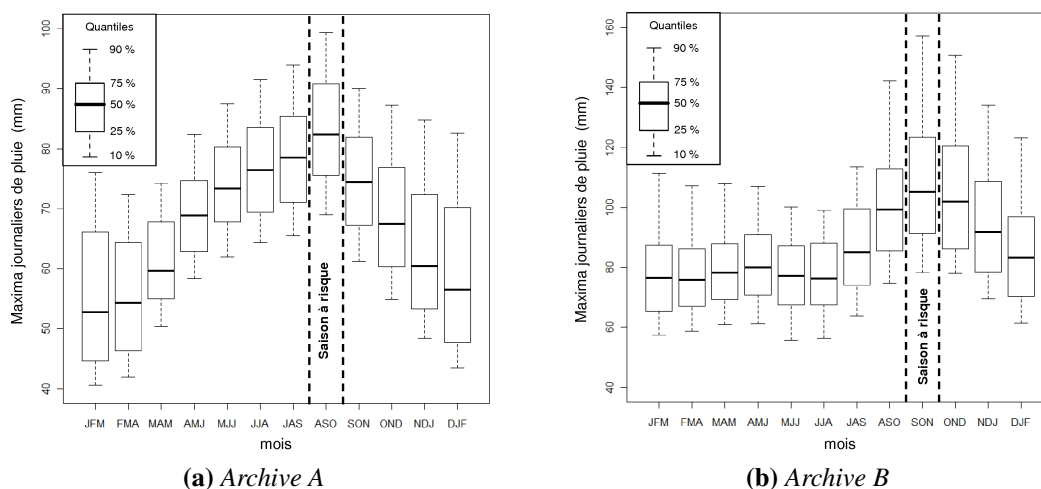 Quantiles
90 %
75 %
50 %
25 %
10 %
Maxima journaliers de pluie (mm)
100
90
80
70
60
50
40
Saison à risque
JFM FMA MAM AMJ MJJ JJA JAS ASO SON OND NDJ DJF
mois
(a) Archive A
Quantiles
90 %
75 %
50 %
25 %
10 %
Maxima journaliers de pluie (mm)
160
140
120
100
80
60
40
Saison à risque
JFM FMA MAM AMJ MJJ JJA JAS ASO SON OND NDJ DJF
mois
(b) Archive B